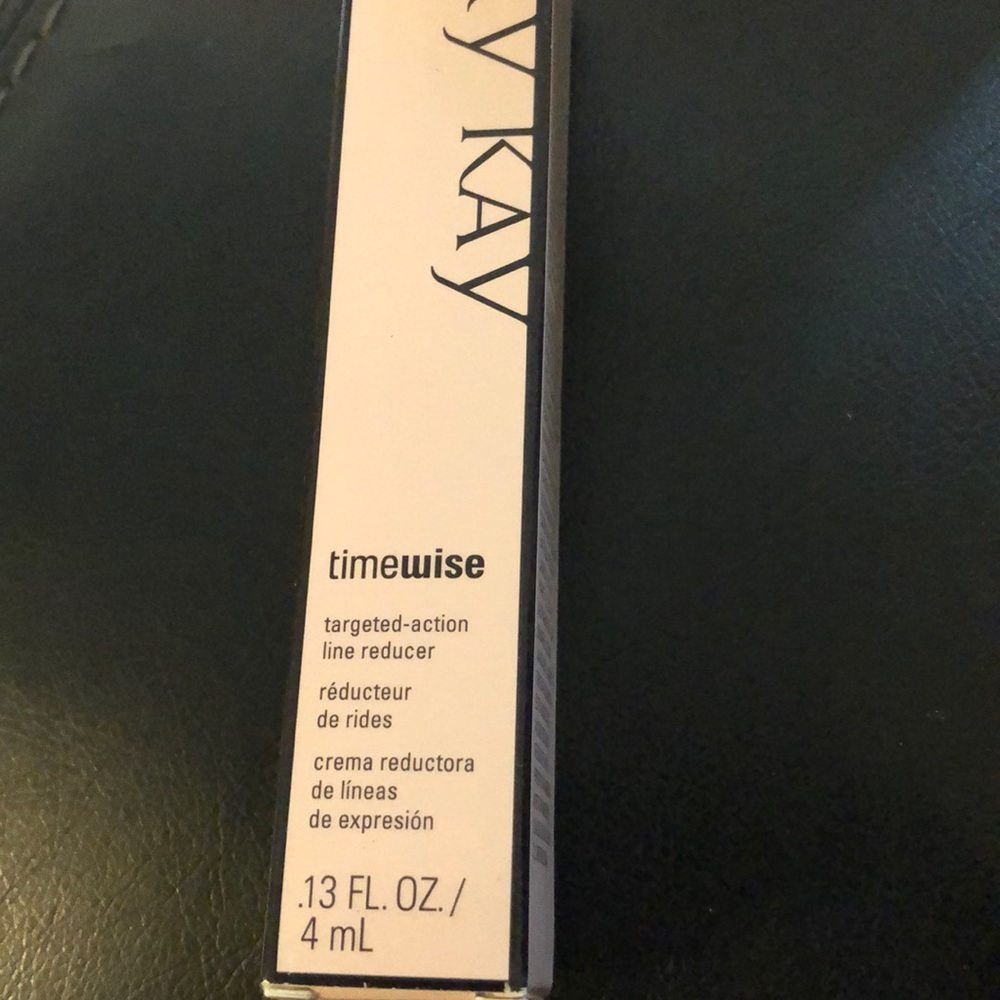 KAY
timewise
targeted-action
line reducer
réducteur
de rides
crema reductora
de líneas
de expresión
.13 FL. OZ. /
4 mL